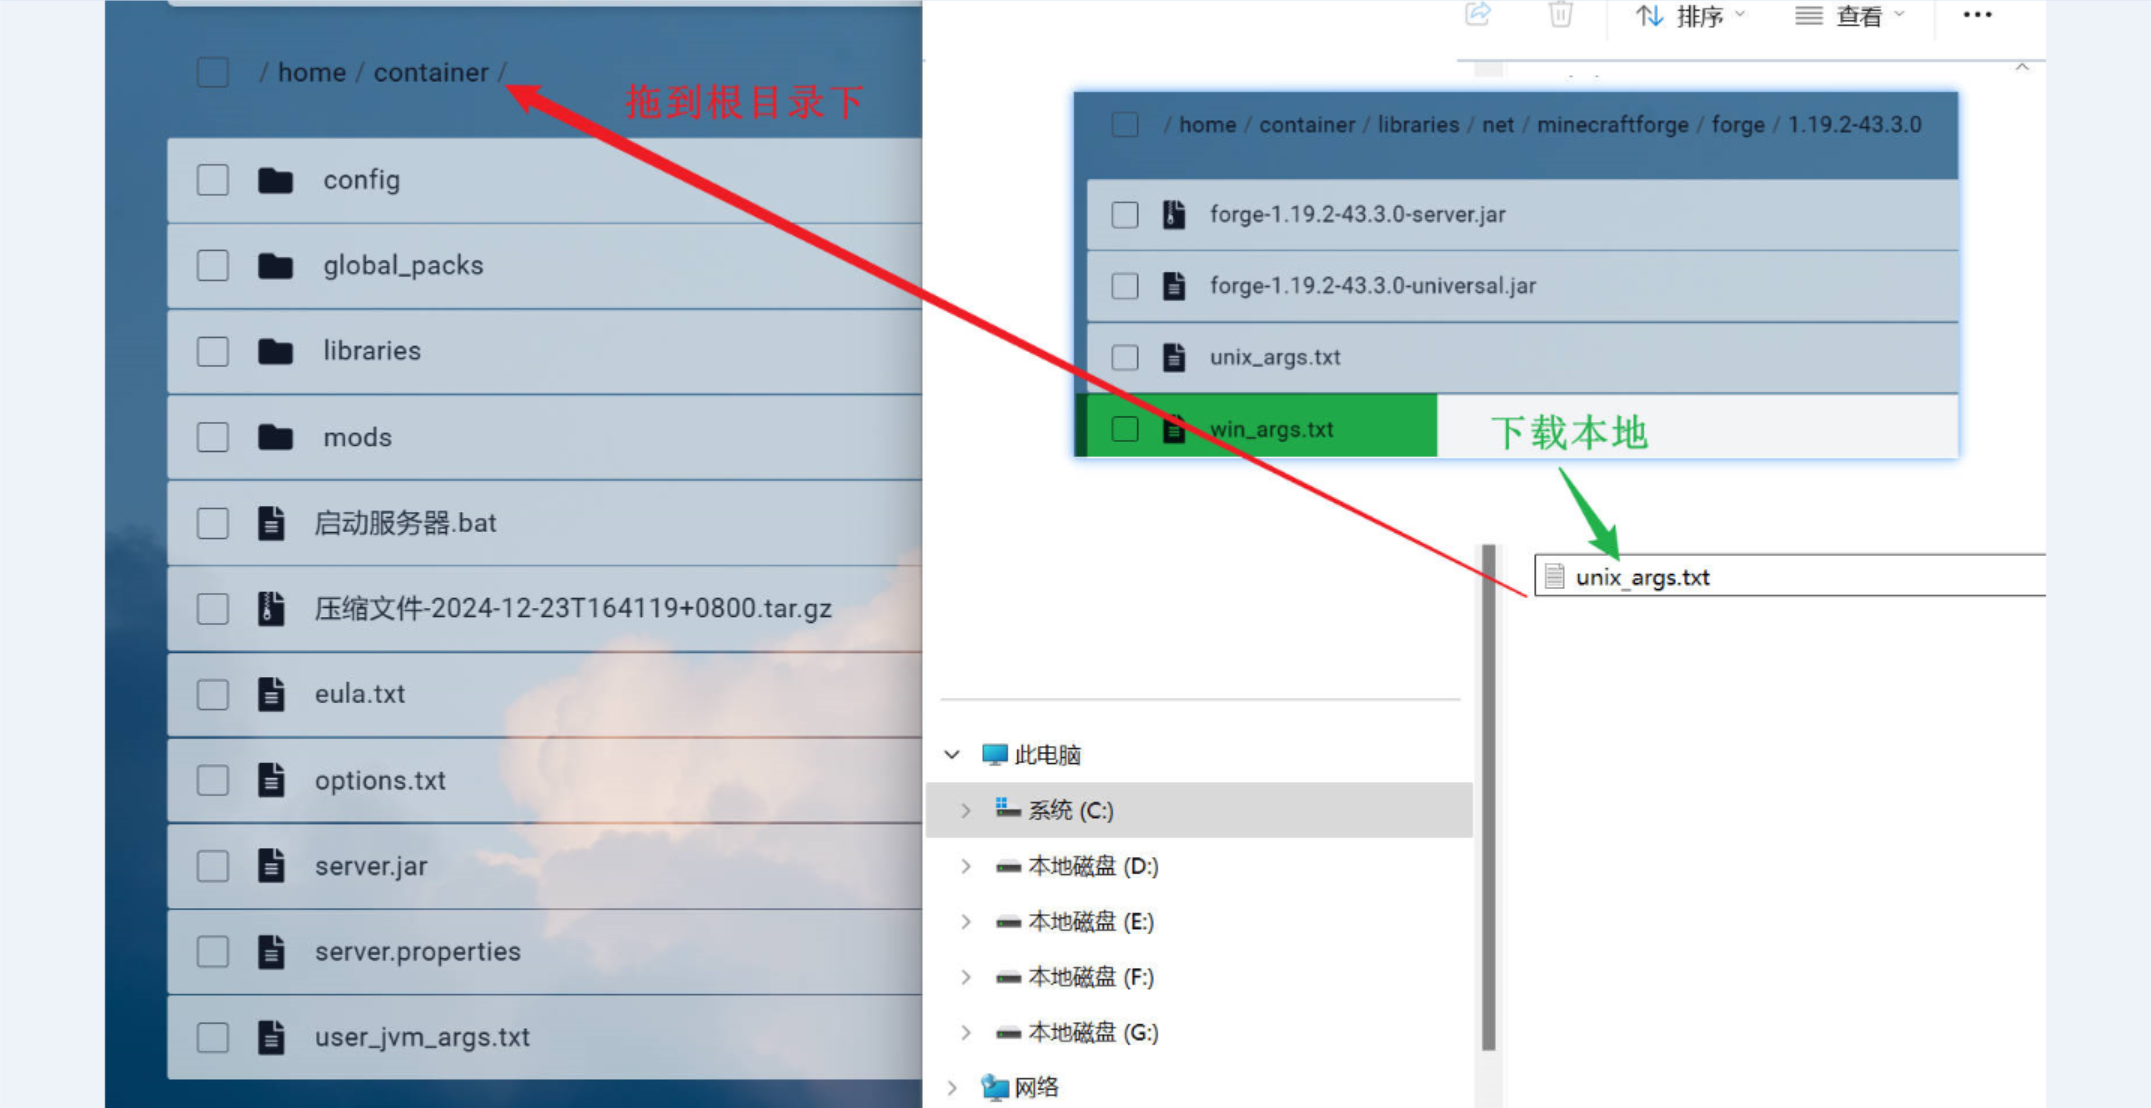 / home / container /
拖到根目录下
config
global_packs
libraries
mods
启动服务器.bat
压缩文件-2024-12-23T164119+0800.tar.gz
eula.txt
options.txt
server.jar
server.properties
user_jvm_args.txt
排序
查看
/ home / container / libraries / net / minecraftforge / forge / 1.19.2-43.3.0
forge-1.19.2-43.3.0-server.jar
forge-1.19.2-43.3.0-universal.jar
unix_args.txt
win_args.txt
下载本地
unix_args.txt
此电脑
系统 (C:)
本地磁盘 (D:)
本地磁盘 (E:)
本地磁盘 (F:)
本地磁盘 (G:)
网络